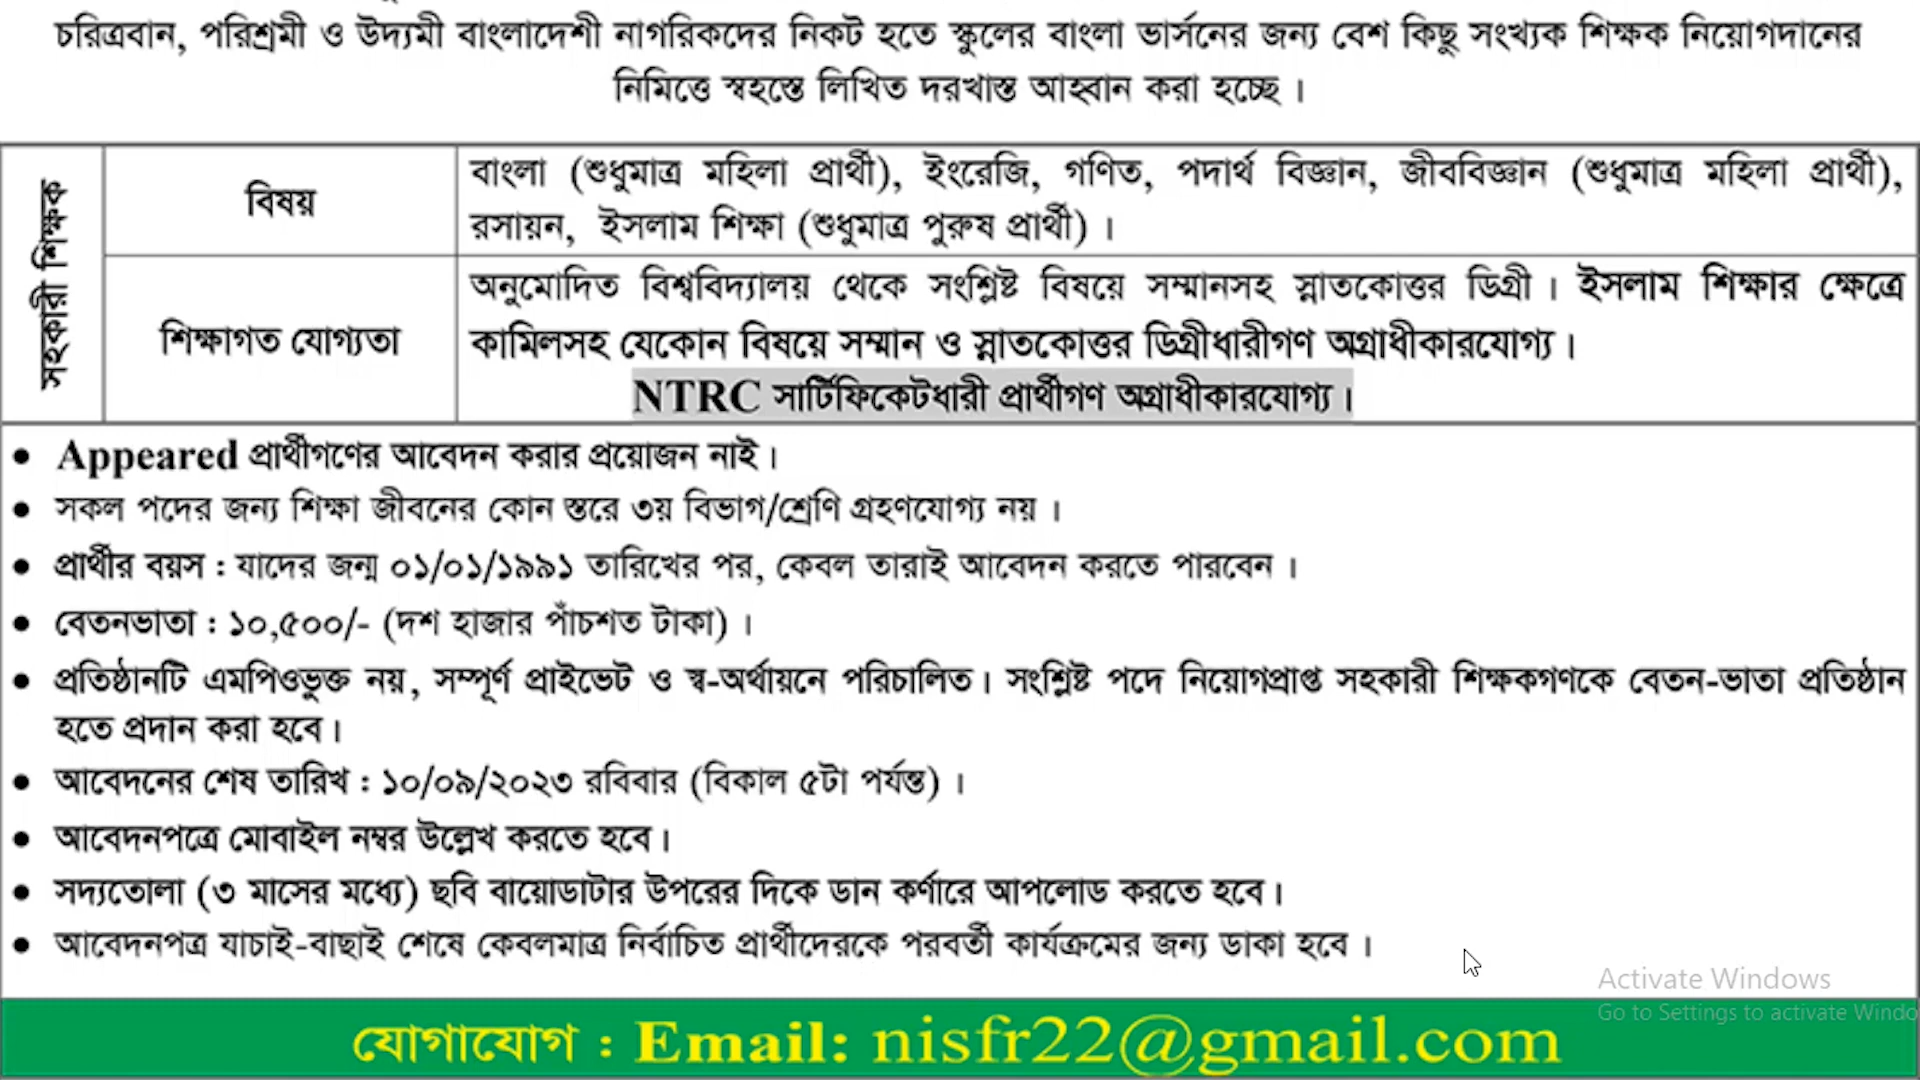 চরিত্রবান, পরিশ্রমী ও উদ্যমী বাংলাদেশী নাগরিকদের নিকট হতে স্কুলের বাংলা ভার্সনের জন্য বেশ কিছু সংখ্যক শিক্ষক নিয়োগদানের
নিমিত্তে স্বহস্তে লিখিত দরখাস্ত আহ্বান করা হচ্ছে ।
সহকারী শিক্ষক
বিষয়
বাংলা (শুধুমাত্র মহিলা প্রার্থী), ইংরেজি, গণিত, পদার্থ বিজ্ঞান, জীববিজ্ঞান (শুধুমাত্র মহিলা প্রার্থী),
রসায়ন, ইসলাম শিক্ষা (শুধুমাত্র পুরুষ প্রার্থী) ।
শিক্ষাগত যোগ্যতা
অনুমোদিত বিশ্ববিদ্যালয় থেকে সংশ্লিষ্ট বিষয়ে সম্মানসহ স্নাতকোত্তর ডিগ্রী । ইসলাম শিক্ষার ক্ষেত্রে
কামিলসহ যেকোন বিষয়ে সম্মান ও স্নাতকোত্তর ডিগ্রীধারীগণ অগ্রাধীকারযোগ্য।
NTRC সার্টিফিকেটধারী প্রার্থীগণ অগ্রাধীকারযোগ্য।
• Appeared প্রার্থীগণের আবেদন করার প্রয়োজন নাই।
• সকল পদের জন্য শিক্ষা জীবনের কোন স্তরে ৩য় বিভাগ/শ্রেণি গ্রহণযোগ্য নয় ।
• প্রার্থীর বয়স : যাদের জন্ম ০১/০১/১৯৯১ তারিখের পর, কেবল তারাই আবেদন করতে পারবেন ।
• বেতনভাতা : ১০,৫০০/- (দশ হাজার পাঁচশত টাকা) ।
• প্রতিষ্ঠানটি এমপিওভুক্ত নয়, সম্পূর্ণ প্রাইভেট ও স্ব-অর্থায়নে পরিচালিত। সংশ্লিষ্ট পদে নিয়োগপ্রাপ্ত সহকারী শিক্ষকগণকে বেতন-ভাতা প্রতিষ্ঠান
হতে প্রদান করা হবে।
• আবেদনের শেষ তারিখ : ১০/০৯/২০২৩ রবিবার (বিকাল ৫টা পর্যন্ত) ।
• আবেদনপত্রে মোবাইল নম্বর উল্লেখ করতে হবে।
• সদ্যতোলা (৩ মাসের মধ্যে) ছবি বায়োডাটার উপরের দিকে ডান কর্ণারে আপলোড করতে হবে।
• আবেদনপত্র যাচাই-বাছাই শেষে কেবলমাত্র নির্বাচিত প্রার্থীদেরকে পরবর্তী কার্যক্রমের জন্য ডাকা হবে ।
Activate Windows
Go to Settings to activate Windo
যোগাযোগ : Email: nisfr22@gmail.com